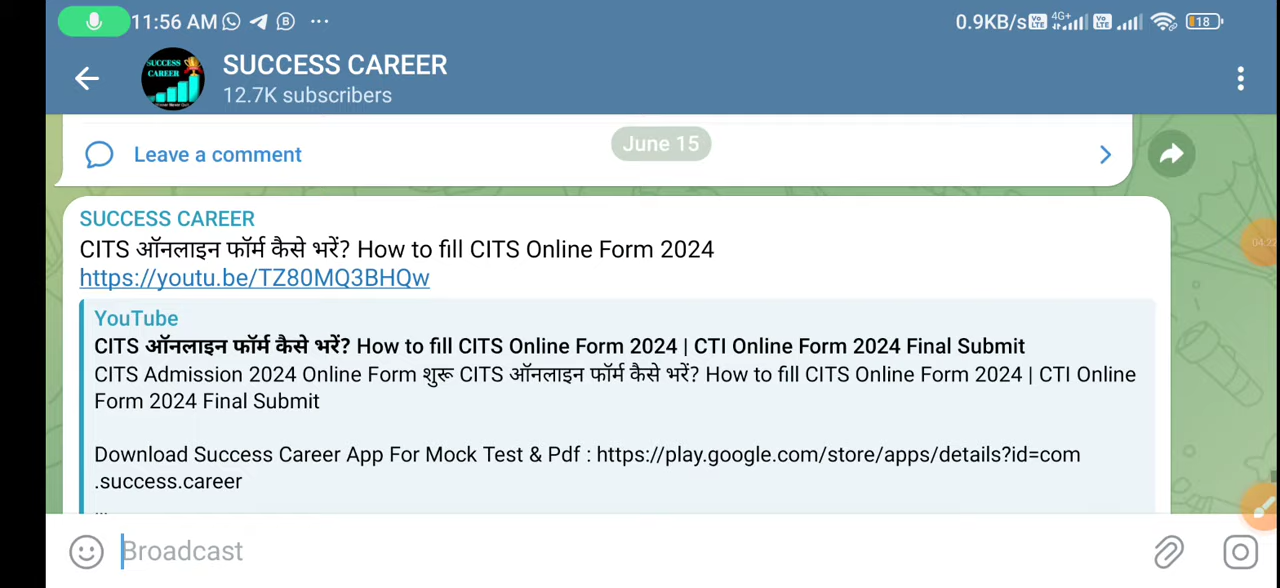 11:56 AM
0.9KB/s
4G+
18
SUCCESS CAREER
SUCCESS CAREER
12.7K subscribers
Leave a comment
June 15
SUCCESS CAREER
CITS ऑनलाइन फॉर्म कैसे भरें? How to fill CITS Online Form 2024
https://youtu.be/TZ80MQ3BHQw
YouTube
CITS ऑनलाइन फॉर्म कैसे भरें? How to fill CITS Online Form 2024 | CTI Online Form 2024 Final Submit
CITS Admission 2024 Online Form शुरू CITS ऑनलाइन फॉर्म कैसे भरें? How to fill CITS Online Form 2024 | CTI Online
Form 2024 Final Submit
Download Success Career App For Mock Test & Pdf : https://play.google.com/store/apps/details?id=com
.success.career
...
Broadcast